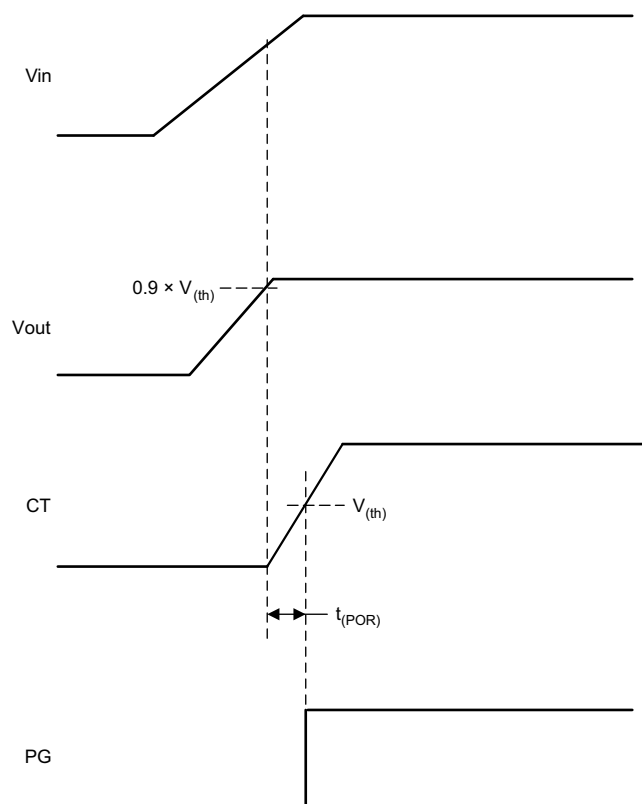 Vin
0.9 × V(th)
Vout
CT
V(th)
t(POR)
PG